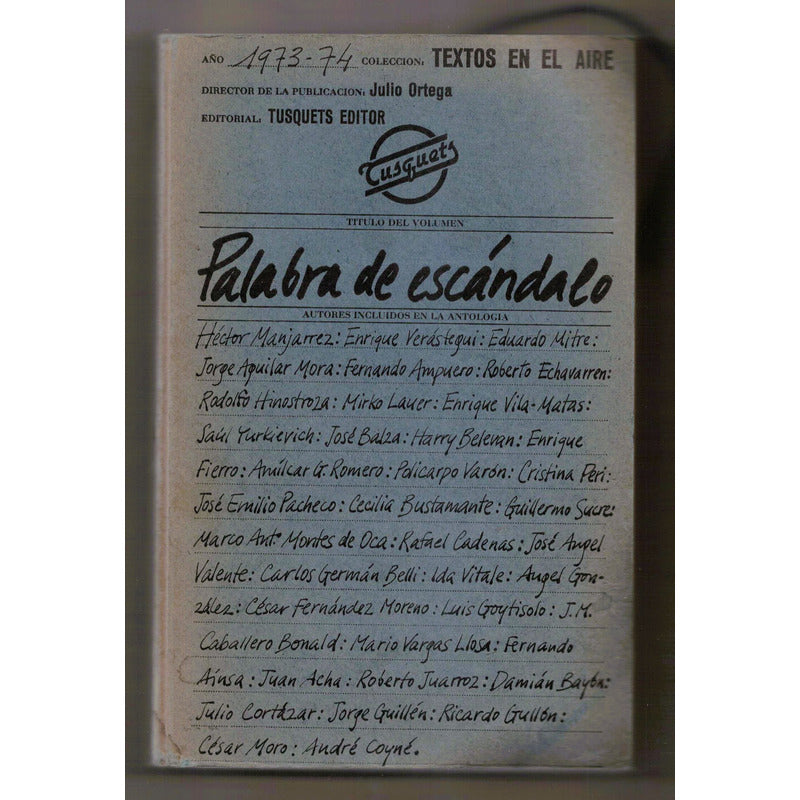 AÑO 1973-74 COLECCION: TEXTOS EN EL AIRE
DIRECTOR DE LA PUBLICACION: Julio Ortega
EDITORIAL: TUSQUETS EDITOR
Tusquets
TITULO DEL VOLUMEN
Palabra de escándalo
AUTORES INCLUIDOS EN LA ANTOLOGIA
Héctor Manjarrez: Enrique Verástegui: Eduardo Mitre:
Jorge Aguilar Mora: Fernando Ampuero: Roberto Echavarren:
Rodolfo Hinostroza: Mirko Lauer: Enrique Vila-Matas:
Saúl Yurkievich: José Balza: Harry Belevan: Enrique
Fierro: Amílcar G. Romero: Policarpo Varón: Cristina Peri:
José Emilio Pacheco: Cecilia Bustamante: Guillermo Sucre:
Marco Antº Montes de Oca: Rafael Cadenas: José Angel
Valente: Carlos Germán Belli: Ida Vitale: Angel Gon-
zález: César Fernández Moreno: Luis Goytisolo: J.M.
Caballero Bonald: Mario Vargas Llosa: Fernando
Aínsa: Juan Acha: Roberto Juarroz: Damián Bayón:
Julio Cortázar: Jorge Guillén: Ricardo Gullón:
César Moro: André Coyné.